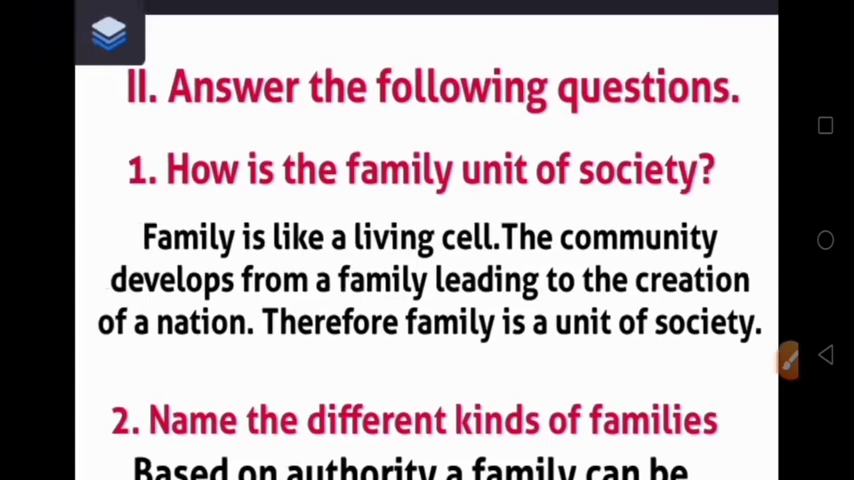 II. Answer the following questions.
1. How is the family unit of society?
Family is like a living cell.The community
develops from a family leading to the creation
of a nation. Therefore family is a unit of society.
2. Name the different kinds of families
Based on authority a family can be